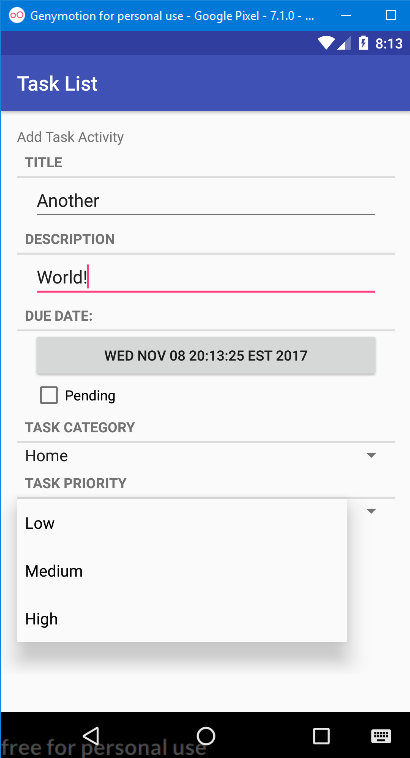 Genymotion for personal use - Google Pixel - 7.1.0 - ...
8:13
Task List
Add Task Activity
TITLE
Another
DESCRIPTION
World!
DUE DATE:
WED NOV 08 20:13:25 EST 2017
Pending
TASK CATEGORY
Home
TASK PRIORITY
Low
Medium
High
free for personal use